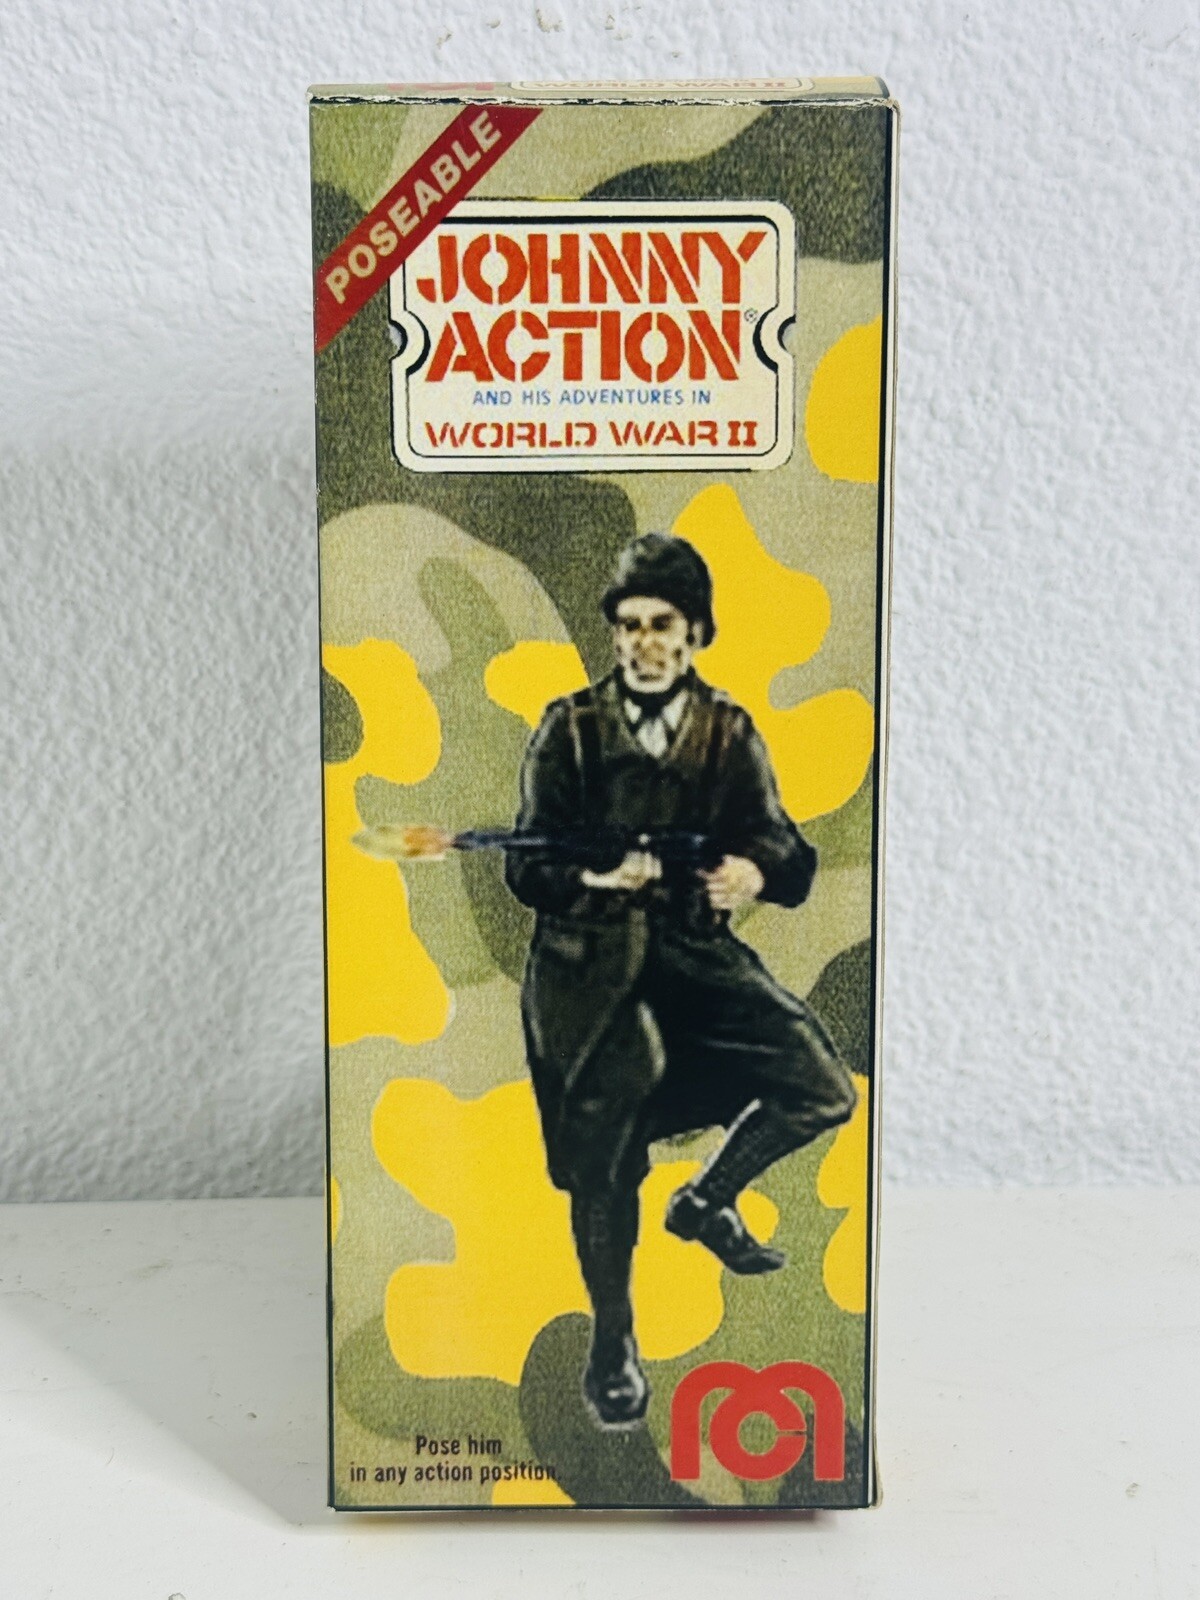 POSEABLE
JOHNNY
ACTION
AND HIS ADVENTURES IN
WORLD WAR II
Pose him
in any action position.